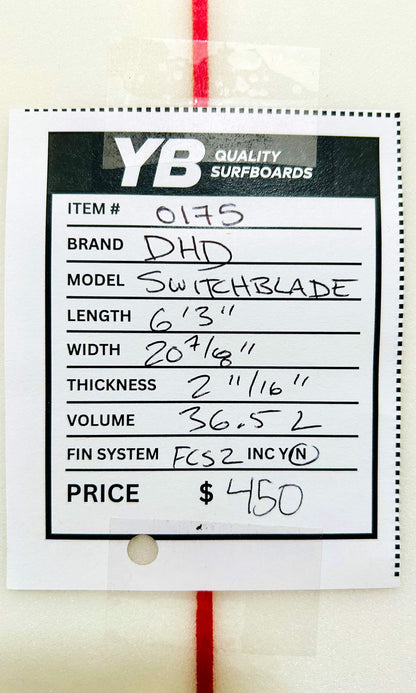 YB QUALITY
SURFBOARDS
ITEM # 0175
BRAND DHD
MODEL SWITCHBLADE
LENGTH 6'3"
WIDTH 20 7/8"
THICKNESS 2 11/16"
VOLUME 36.5 L
FIN SYSTEM FCS2 INC Y N
PRICE $ 450